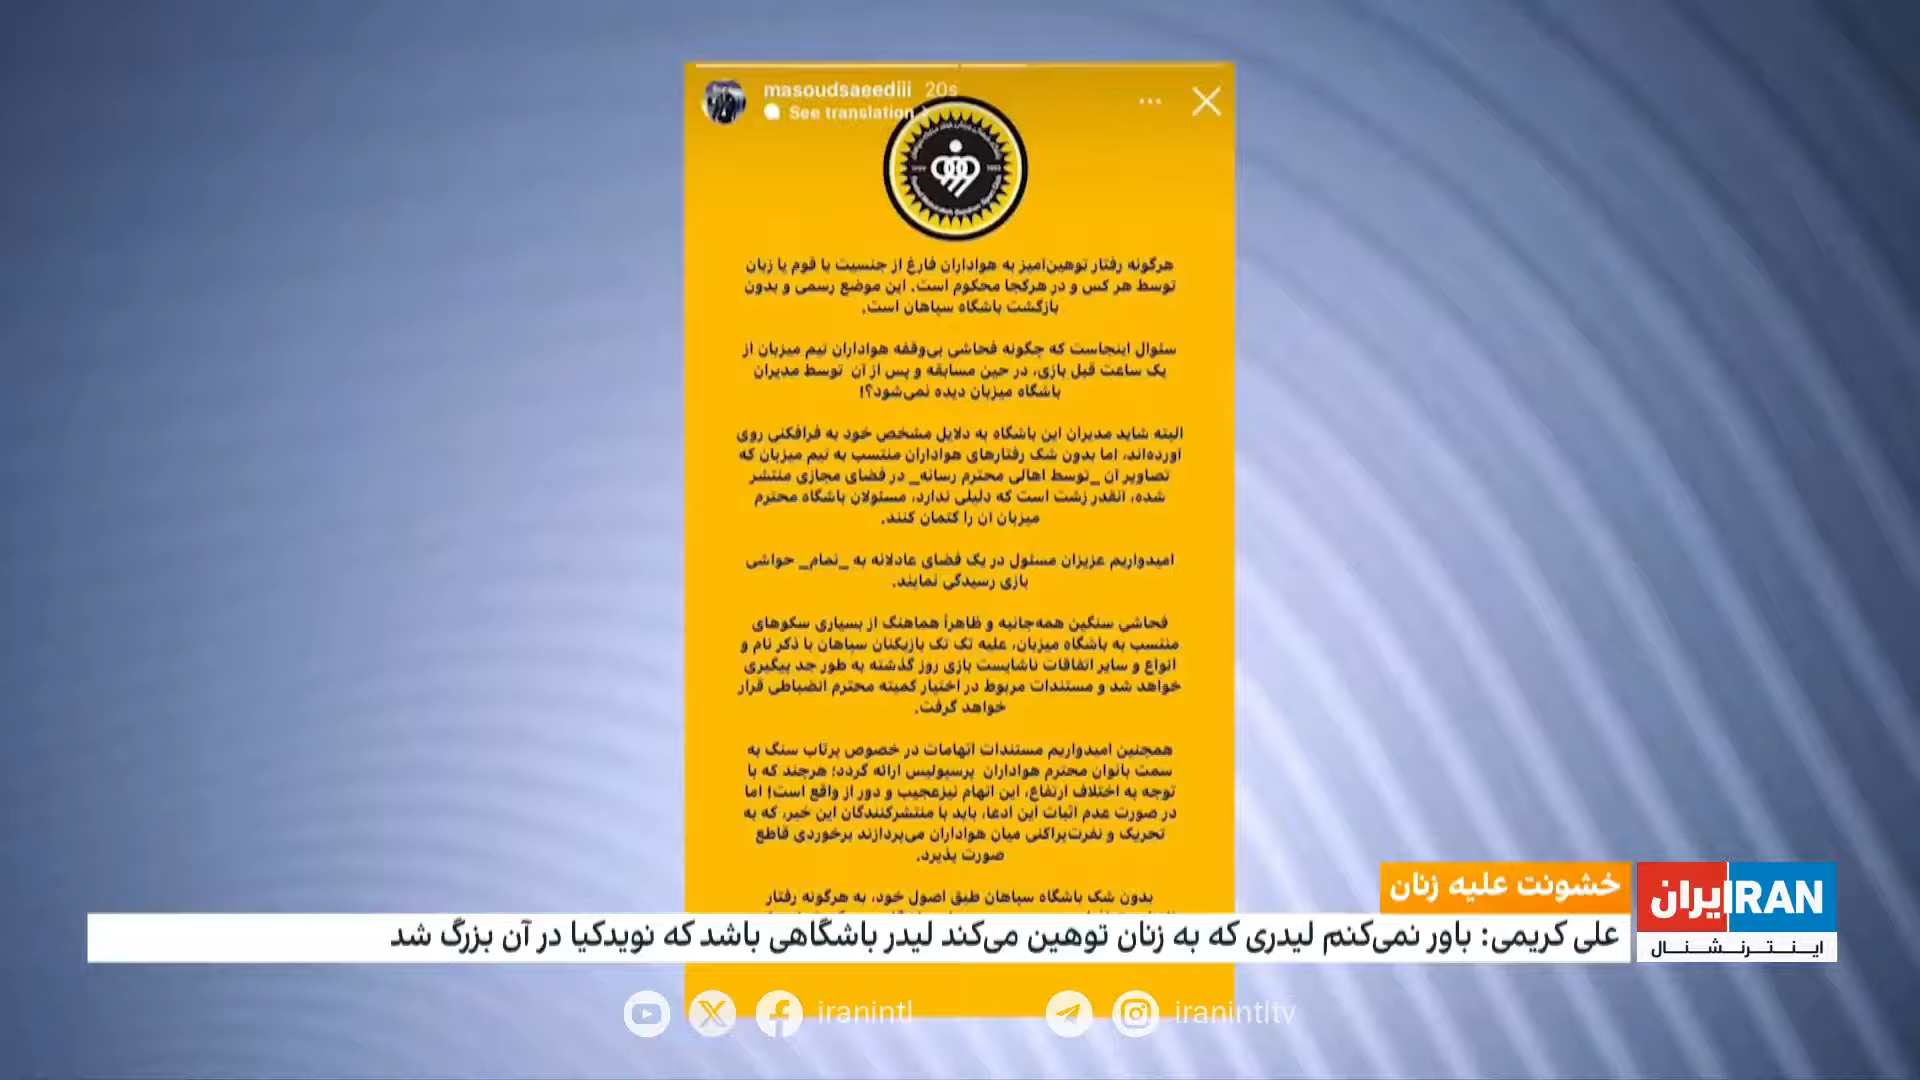 masoudsaeediii 20s
See translation
هرگونه رفتار توهین‌آمیز به هواداران فارغ از جنسیت یا قوم یا زبان
توسط هر کس و در هرکجا محکوم است. این موضع رسمی و بدون
بازگشت باشگاه سپاهان است.
سئوال اینجاست که چگونه فحاشی بی‌وقفه هواداران تیم میزبان از
یک ساعت قبل بازی، در حین مسابقه و پس از آن توسط مدیران
باشگاه میزبان دیده نمی‌شود؟!
البته شاید مدیران این باشگاه به دلایل مشخص خود به فرافکنی روی
آورده‌اند، اما بدون شک رفتارهای هواداران منتسب به تیم میزبان که
تصاویر آن _توسط اهالی محترم رسانه_ در فضای مجازی منتشر
شده، آنقدر زشت است که دلیلی ندارد، مسئولان باشگاه محترم
میزبان آن را کتمان کنند.
امیدواریم عزیزان مسئول در یک فضای عادلانه به _تمام_ حواشی
بازی رسیدگی نمایند.
فحاشی سنگین همه‌جانبه و ظاهراً هماهنگ از بسیاری سکوهای
منتسب به باشگاه میزبان، علیه تک تک بازیکنان سپاهان با ذکر نام و
انواع و سایر اتفاقات ناشایست بازی روز گذشته به طور جد پیگیری
خواهد شد و مستندات مربوط در اختیار کمیته محترم انضباطی قرار
خواهد گرفت.
همچنین امیدواریم مستندات اتهامات در خصوص پرتاب سنگ به
سمت بانوان محترم هواداران پرسپولیس ارائه گردد؛ هرچند که با
توجه به اختلاف ارتفاع، این اتهام نیزعجیب و دور از واقع است! اما
در صورت عدم اثبات این ادعا، باید با منتشرکنندگان این خبر، که به
تحریک و نفرت‌پراکنی میان هواداران می‌پردازند برخوردی قاطع
صورت پذیرد.
بدون شک باشگاه سپاهان طبق اصول خود، به هرگونه رفتار
خشونت علیه زنان
علی کریمی: باور نمی‌کنم لیدری که به زنان توهین می‌کند لیدر باشگاهی باشد که نویدکیا در آن بزرگ شد
ایران IRAN
اینترنشنال
iranintl
iranintltv